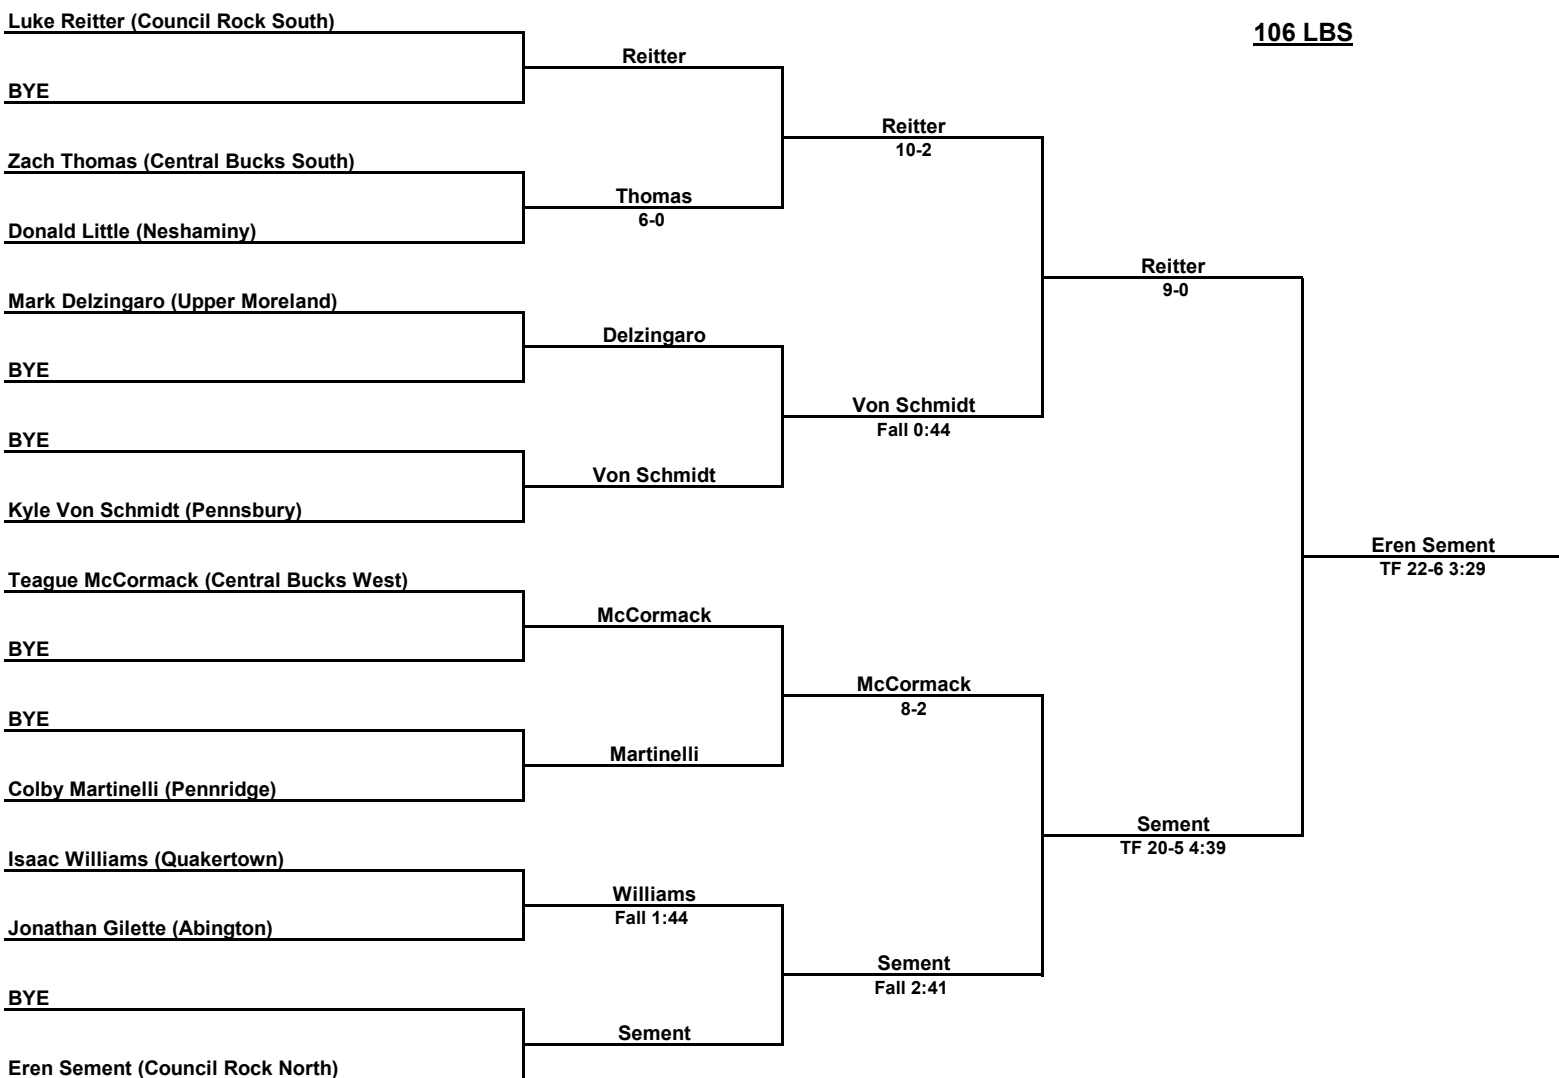 Luke Reitter (Council Rock South)
106 LBS
Reitter
BYE
Reitter
10-2
Zach Thomas (Central Bucks South)
Thomas
6-0
Donald Little (Neshaminy)
Reitter
9-0
Mark Delzingaro (Upper Moreland)
Delzingaro
BYE
Von Schmidt
Fall 0:44
BYE
Von Schmidt
Kyle Von Schmidt (Pennsbury)
Eren Sement
TF 22-6 3:29
Teague McCormack (Central Bucks West)
McCormack
BYE
McCormack
8-2
BYE
Martinelli
Colby Martinelli (Pennridge)
Sement
TF 20-5 4:39
Isaac Williams (Quakertown)
Williams
Fall 1:44
Jonathan Gilette (Abington)
Sement
Fall 2:41
BYE
Sement
Eren Sement (Council Rock North)